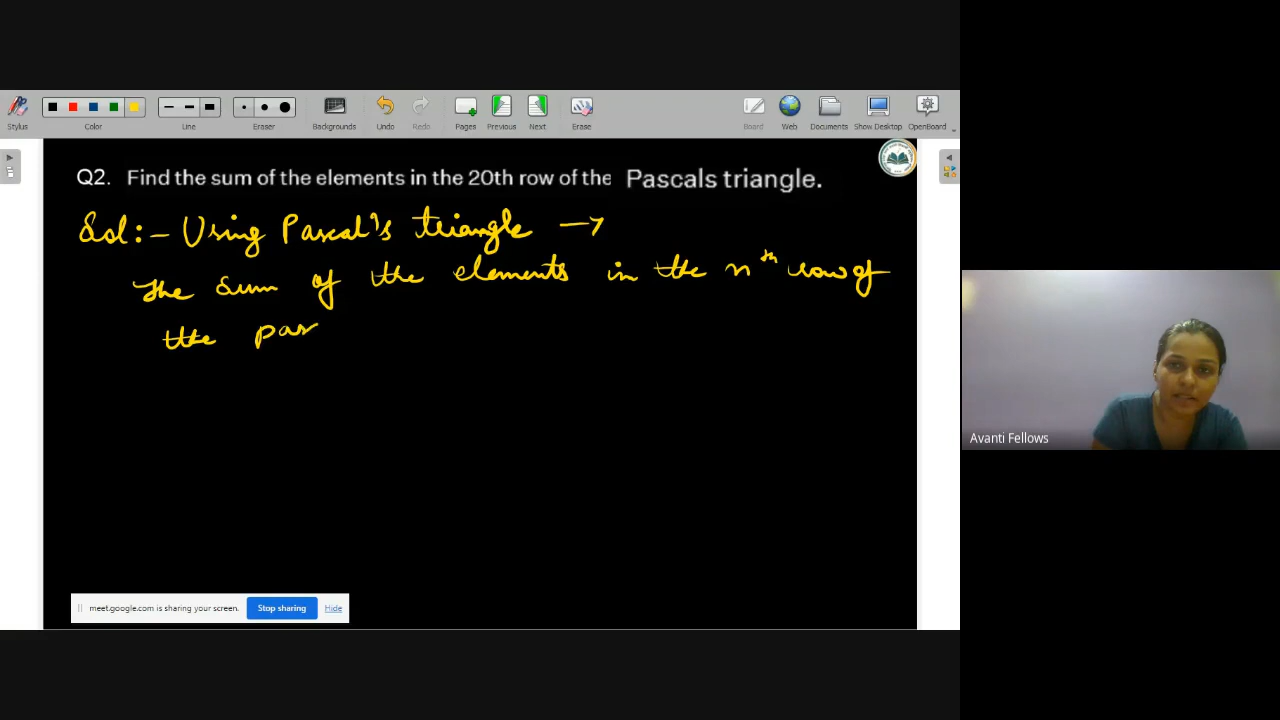 Stylus
Color
Line
Eraser
Backgrounds
Undo
Redo
Pages
Previous
Next
Erase
Board
Web
Documents
Show Desktop
OpenBoard
Q2. Find the sum of the elements in the 20th row of the Pascals triangle.
Sol:- Using Pascal's triangle →
The sum of the elements in the nth row of
the pas
Avanti Fellows
meet.google.com is sharing your screen. Stop sharing Hide